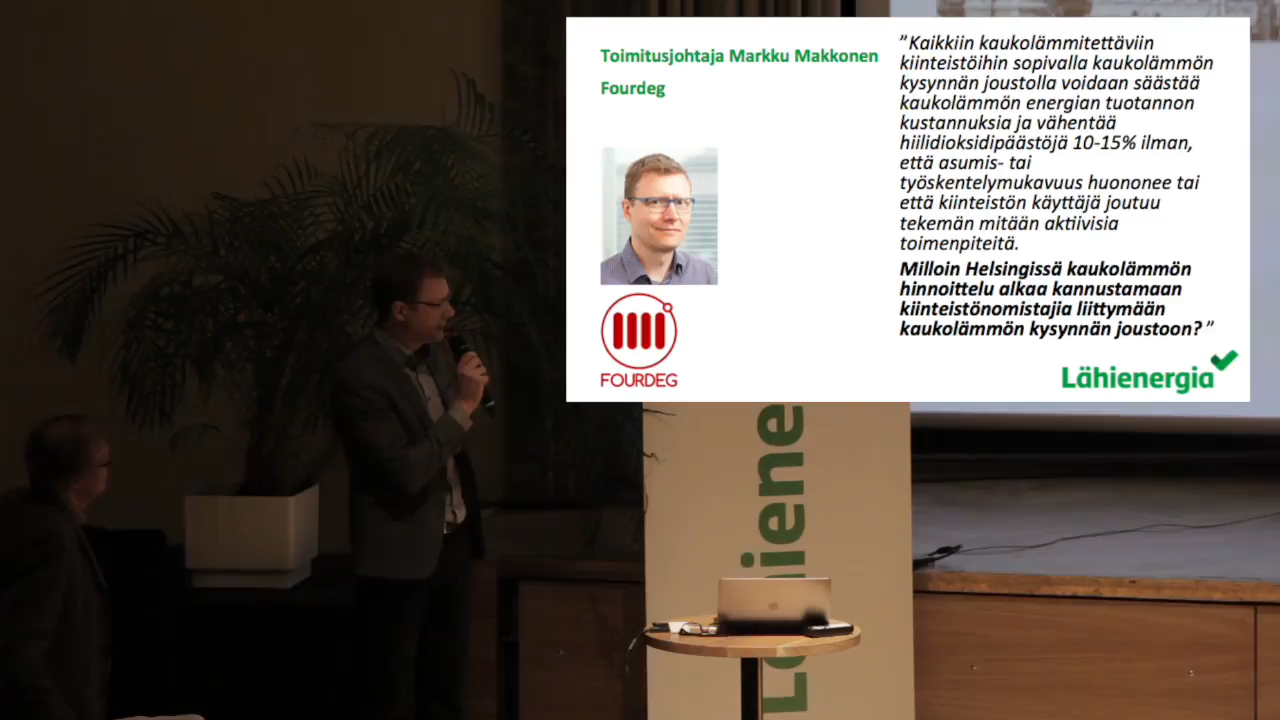 Toimitusjohtaja Markku Makkonen
Fourdeg
FOURDEG
"Kaikkiin kaukolämmitettäviin
kiinteistöihin sopivalla kaukolämmön
kysynnän joustolla voidaan säästää
kaukolämmön energian tuotannon
kustannuksia ja vähentää
hiilidioksidipäästöjä 10-15% ilman,
että asumis- tai
työskentelymukavuus huononee tai
että kiinteistön käyttäjä joutuu
tekemän mitään aktiivisia
toimenpiteitä.
Milloin Helsingissä kaukolämmön
hinnoittelu alkaa kannustamaan
kiinteistönomistajia liittymään
kaukolämmön kysynnän joustoon? "
Lähienergia
Lähiene